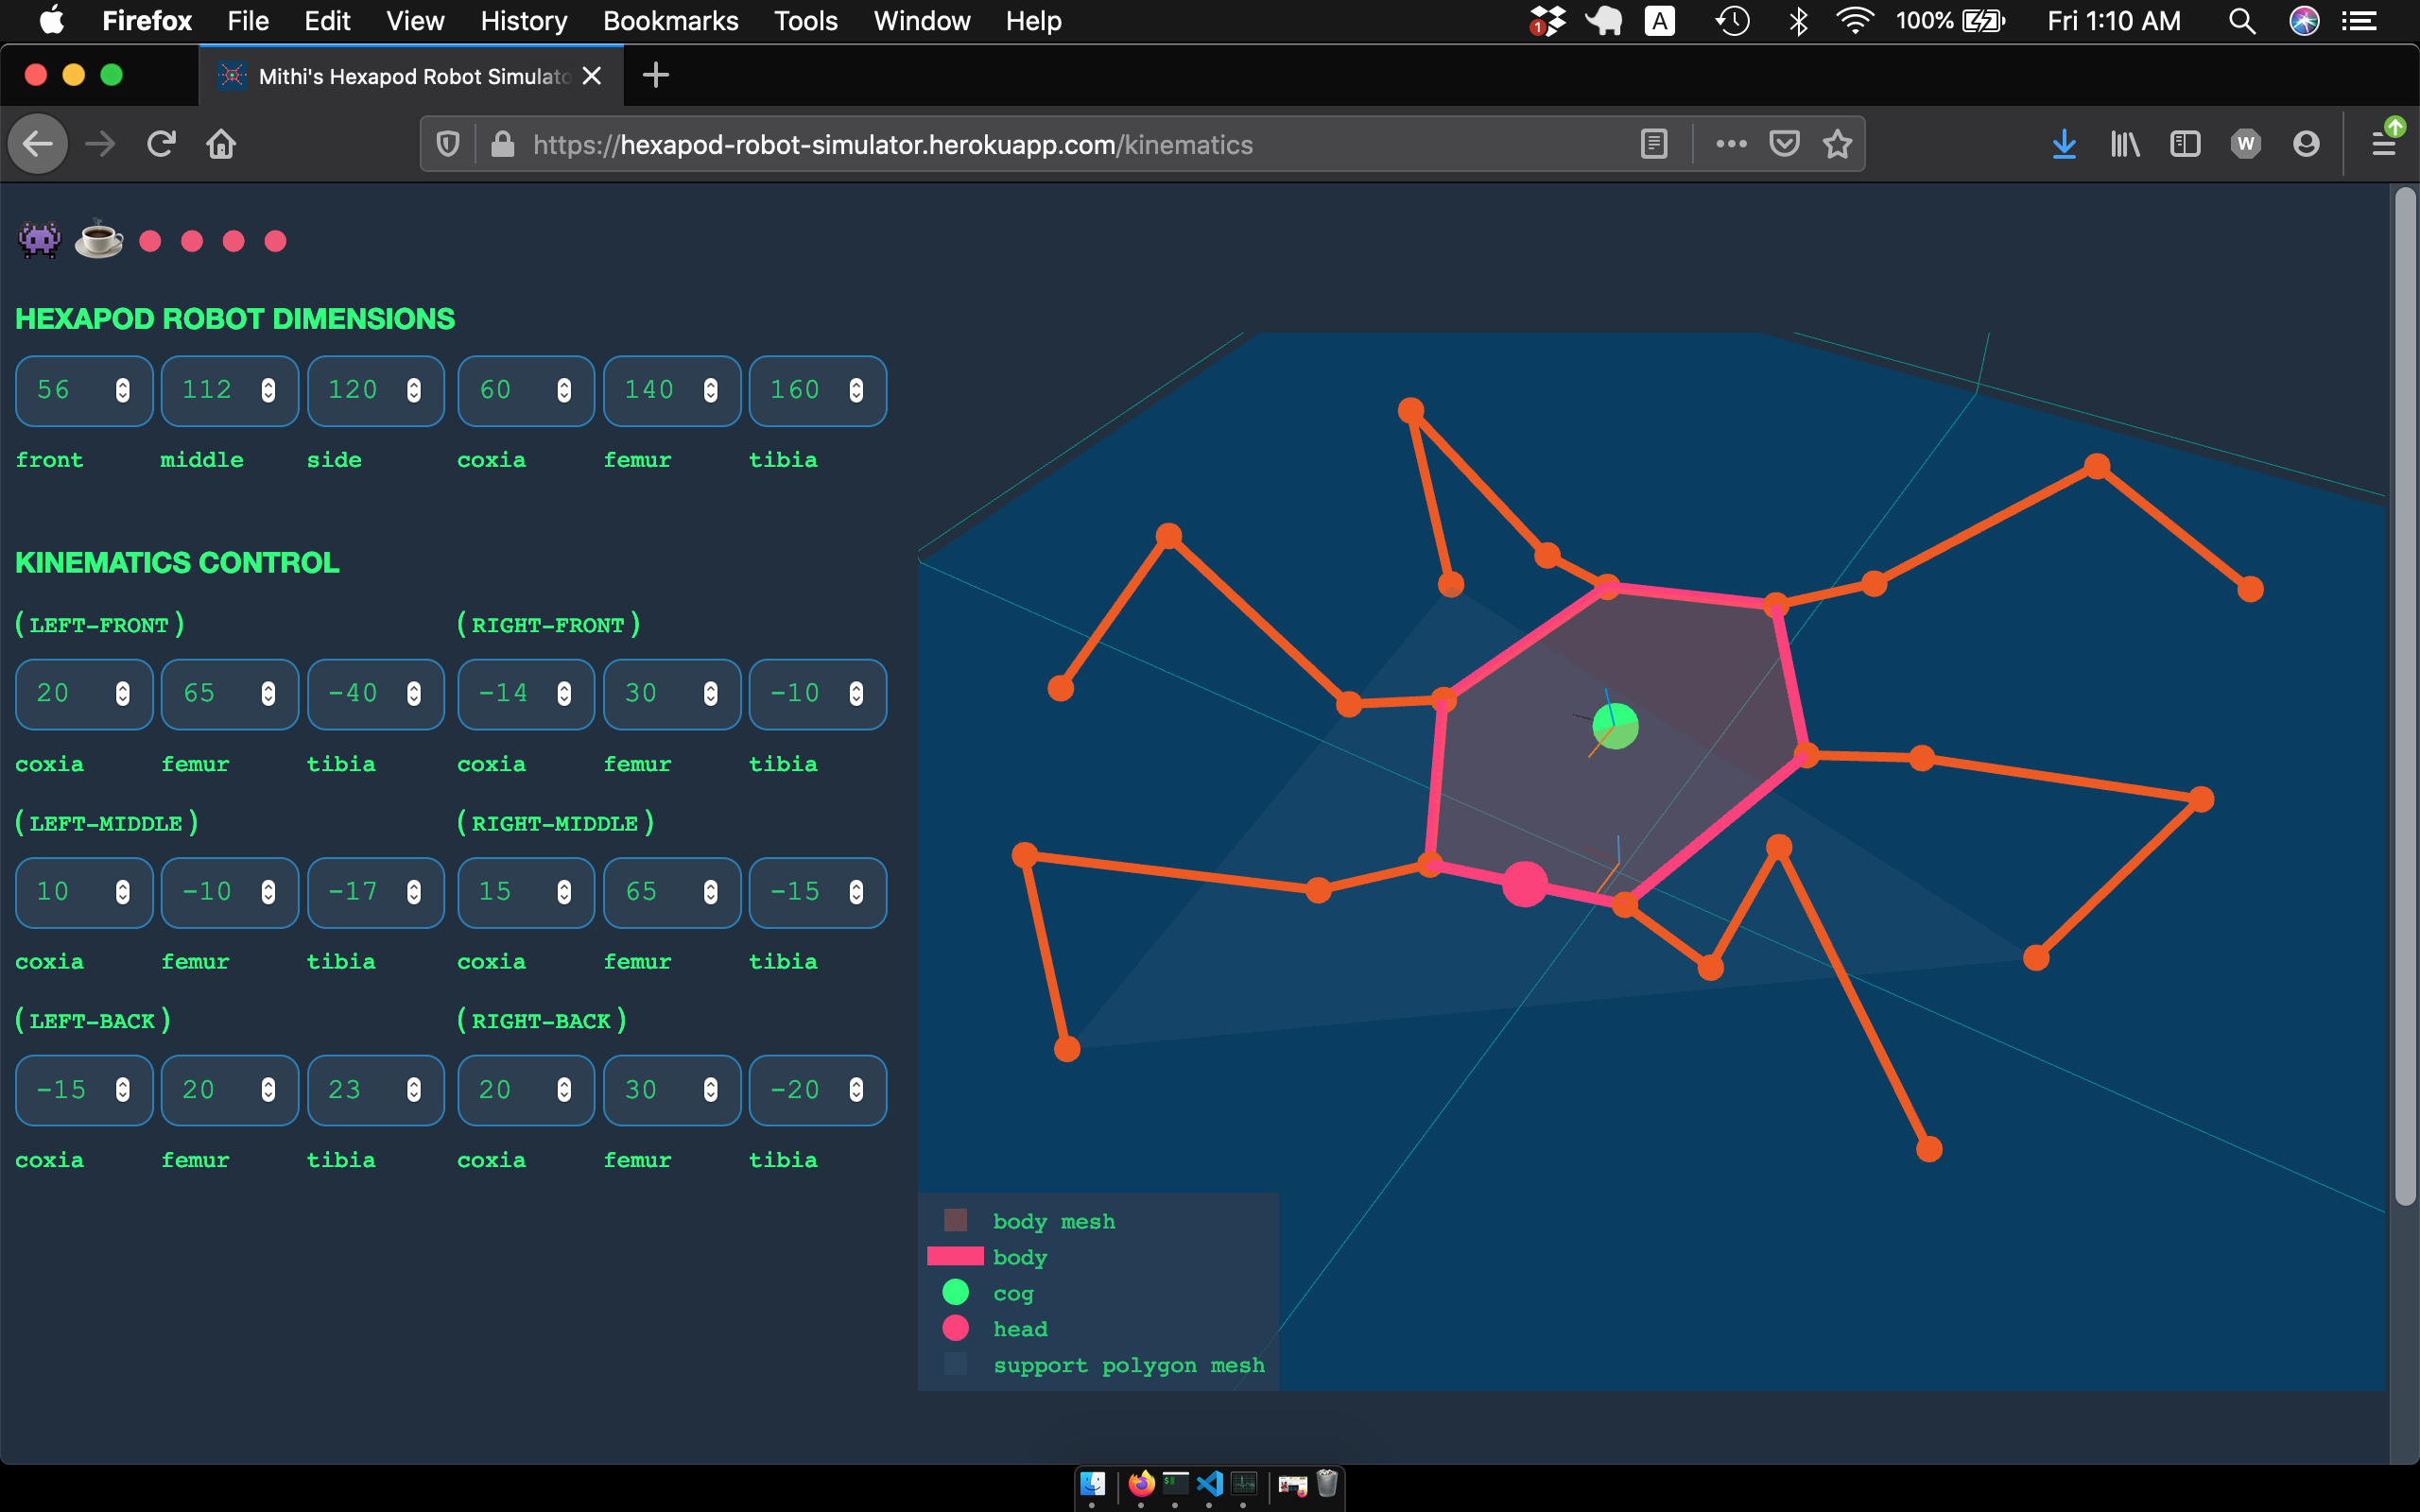 Firefox File Edit View History Bookmarks Tools Window Help 1 A 100% Fri 1:10 AM
Mithi's Hexapod Robot Simulato
https://hexapod-robot-simulator.herokuapp.com/kinematics W
HEXAPOD ROBOT DIMENSIONS
56 112 120 60 140 160
front middle side coxia femur tibia
KINEMATICS CONTROL
(LEFT-FRONT) (RIGHT-FRONT)
20 65 -40 -14 30 -10
coxia femur tibia coxia femur tibia
(LEFT-MIDDLE) (RIGHT-MIDDLE)
10 -10 -17 15 65 -15
coxia femur tibia coxia femur tibia
(LEFT-BACK) (RIGHT-BACK)
-15 20 23 20 30 -20
coxia femur tibia coxia femur tibia
body mesh
body
cog
head
support polygon mesh